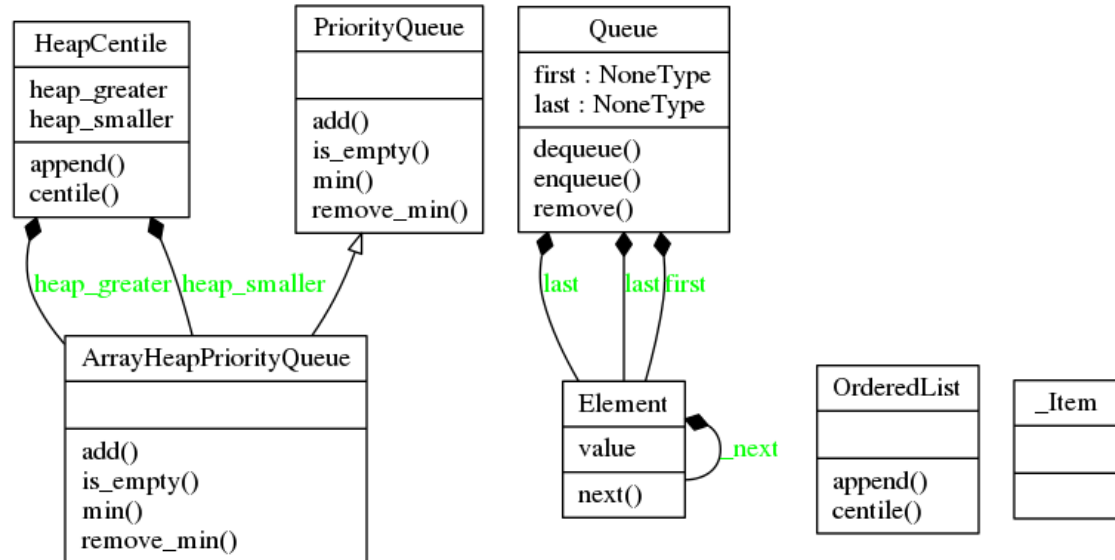 HeapCentile
heap_greater
heap_smaller
append()
centile()
PriorityQueue
add()
is_empty()
min()
remove_min()
Queue
first : NoneType
last : NoneType
dequeue()
enqueue()
remove()
heap_greater
heap_smaller
last
last
first
ArrayHeapPriorityQueue
add()
is_empty()
min()
remove_min()
Element
value
next()
_next
OrderedList
append()
centile()
_Item